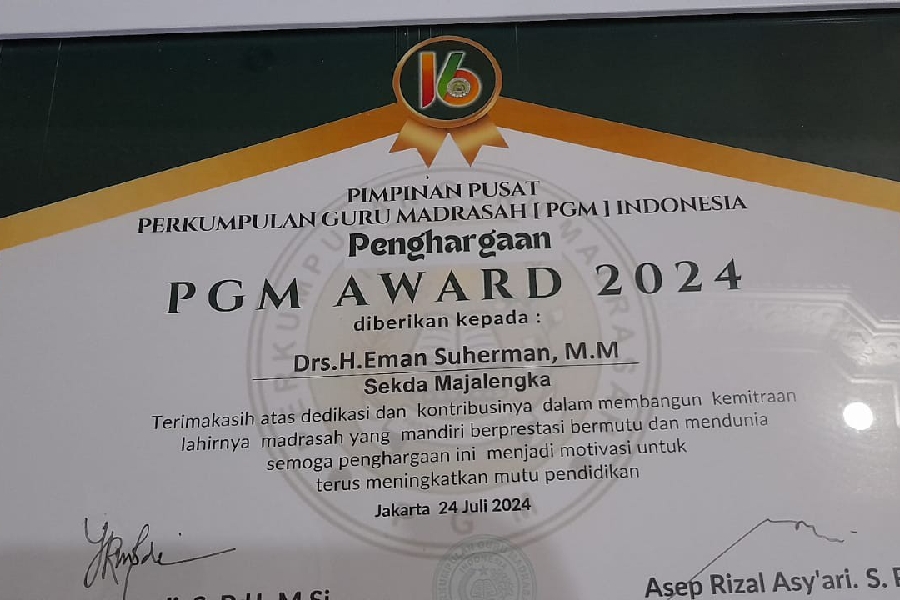 16
PIMPINAN PUSAT
PERKUMPULAN GURU MADRASAH [ PGM ] INDONESIA
Penghargaan
PGM AWARD 2024
diberikan kepada :
Drs.H.Eman Suherman, M.M
Sekda Majalengka
Terimakasih atas dedikasi dan kontribusinya dalam membangun kemitraan
lahirnya madrasah yang mandiri berprestasi bermutu dan mendunia
semoga penghargaan ini menjadi motivasi untuk
terus meningkatkan mutu pendidikan
Jakarta 24 Juli 2024
M.Si
Asep Rizal Asy'ari. S.